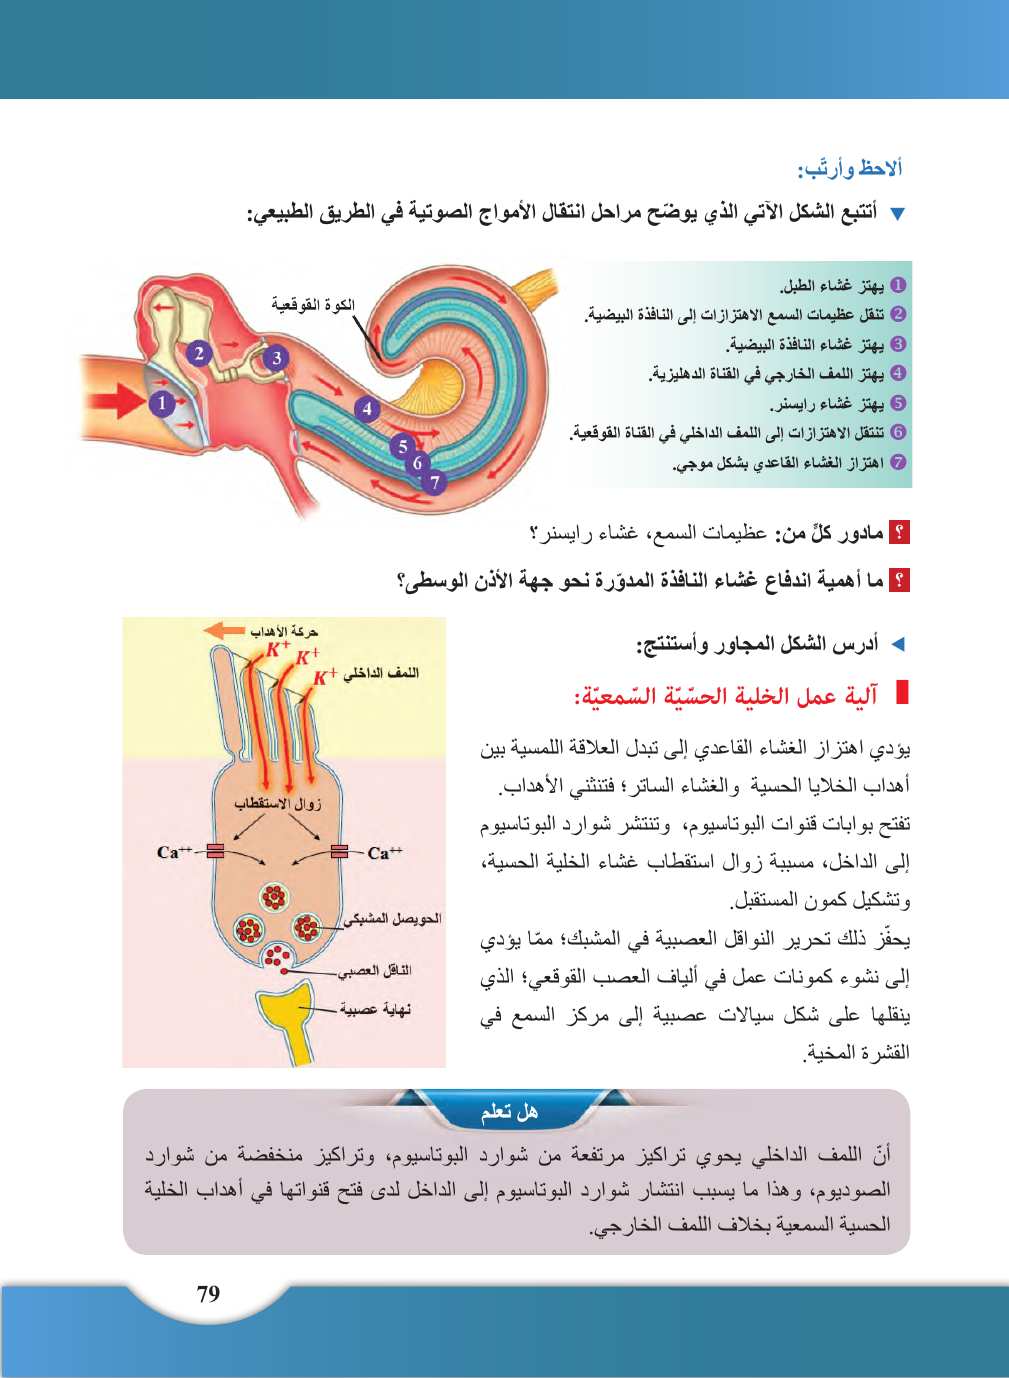 ألاحظ وأرتّب:
أتتبع الشكل الآتي الذي يوضّح مراحل انتقال الأمواج الصوتية في الطريق الطبيعي:
1 يهتز غشاء الطبل.
2 تنقل عظيمات السمع الاهتزازات إلى النافذة البيضية.
3 يهتز غشاء النافذة البيضية.
4 يهتز اللمف الخارجي في القناة الدهليزية.
5 يهتز غشاء رايسنر.
6 تنتقل الاهتزازات إلى اللمف الداخلي في القناة القوقعية.
7 اهتزاز الغشاء القاعدي بشكل موجي.
الكوة القوقعية
1
2
3
4
5
6
7
؟ مادور كلٍّ من: عظيمات السمع، غشاء رايسنر؟
؟ ما أهمية اندفاع غشاء النافذة المدوّرة نحو جهة الأذن الوسطى؟
أدرس الشكل المجاور وأستنتج:
آلية عمل الخلية الحسّيّة السّمعيّة:
يؤدي اهتزاز الغشاء القاعدي إلى تبدل العلاقة اللمسية بين
أهداب الخلايا الحسية والغشاء الساتر؛ فتنثني الأهداب.
تفتح بوابات قنوات البوتاسيوم، وتنتشر شوارد البوتاسيوم
إلى الداخل، مسببة زوال استقطاب غشاء الخلية الحسية،
وتشكيل كمون المستقبل.
يحفّز ذلك تحرير النواقل العصبية في المشبك؛ ممّا يؤدي
إلى نشوء كمونات عمل في ألياف العصب القوقعي؛ الذي
ينقلها على شكل سيالات عصبية إلى مركز السمع في
القشرة المخية.
حركة الأهداب
K+
K+
K+
اللمف الداخلي
زوال الاستقطاب
Ca++
Ca++
الحويصل المشبكي
الناقل العصبي
نهاية عصبية
هل تعلم
أنّ اللمف الداخلي يحوي تراكيز مرتفعة من شوارد البوتاسيوم، وتراكيز منخفضة من شوارد
الصوديوم، وهذا ما يسبب انتشار شوارد البوتاسيوم إلى الداخل لدى فتح قنواتها في أهداب الخلية
الحسية السمعية بخلاف اللمف الخارجي.
79